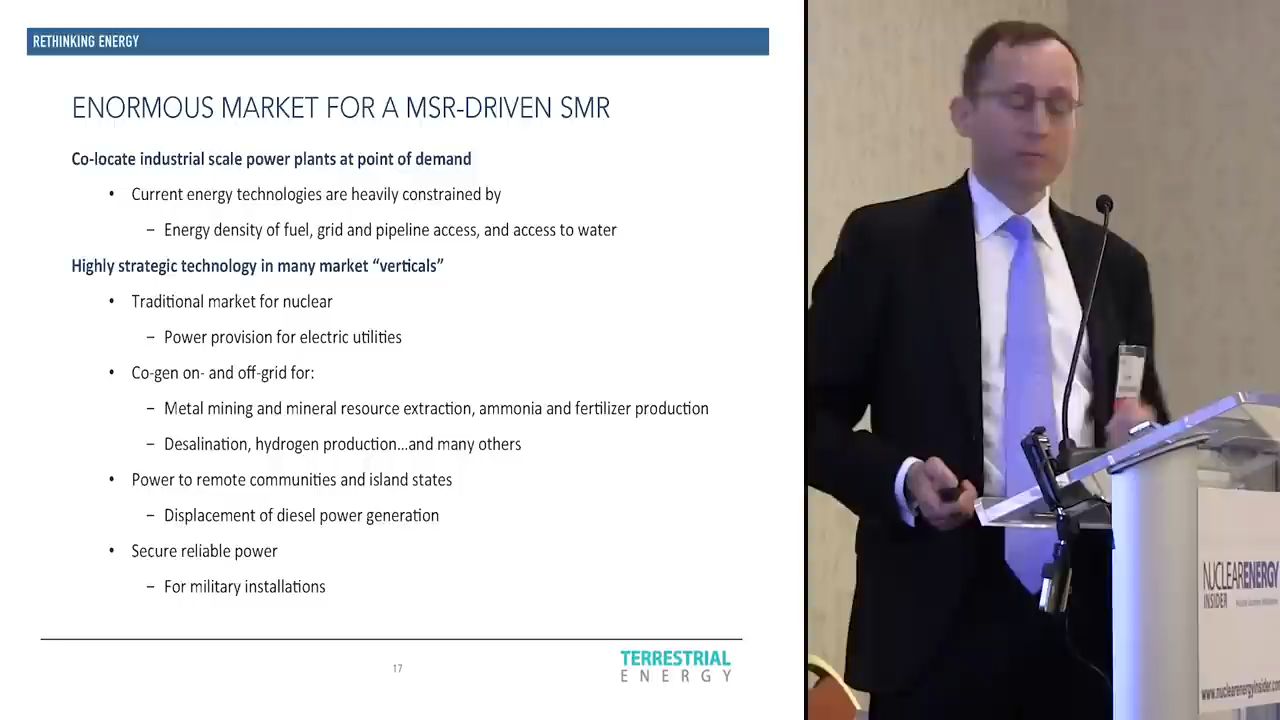 RETHINKING ENERGY
ENORMOUS MARKET FOR A MSR-DRIVEN SMR
Co-locate industrial scale power plants at point of demand
• Current energy technologies are heavily constrained by
– Energy density of fuel, grid and pipeline access, and access to water
Highly strategic technology in many market “verticals”
• Traditional market for nuclear
– Power provision for electric utilities
• Co-gen on- and off-grid for:
– Metal mining and mineral resource extraction, ammonia and fertilizer production
– Desalination, hydrogen production…and many others
• Power to remote communities and island states
– Displacement of diesel power generation
• Secure reliable power
– For military installations
17
TERRESTRIAL
ENERGY
NUCLEARENERGY
INSIDER
www.nuclearenergyinsider.com